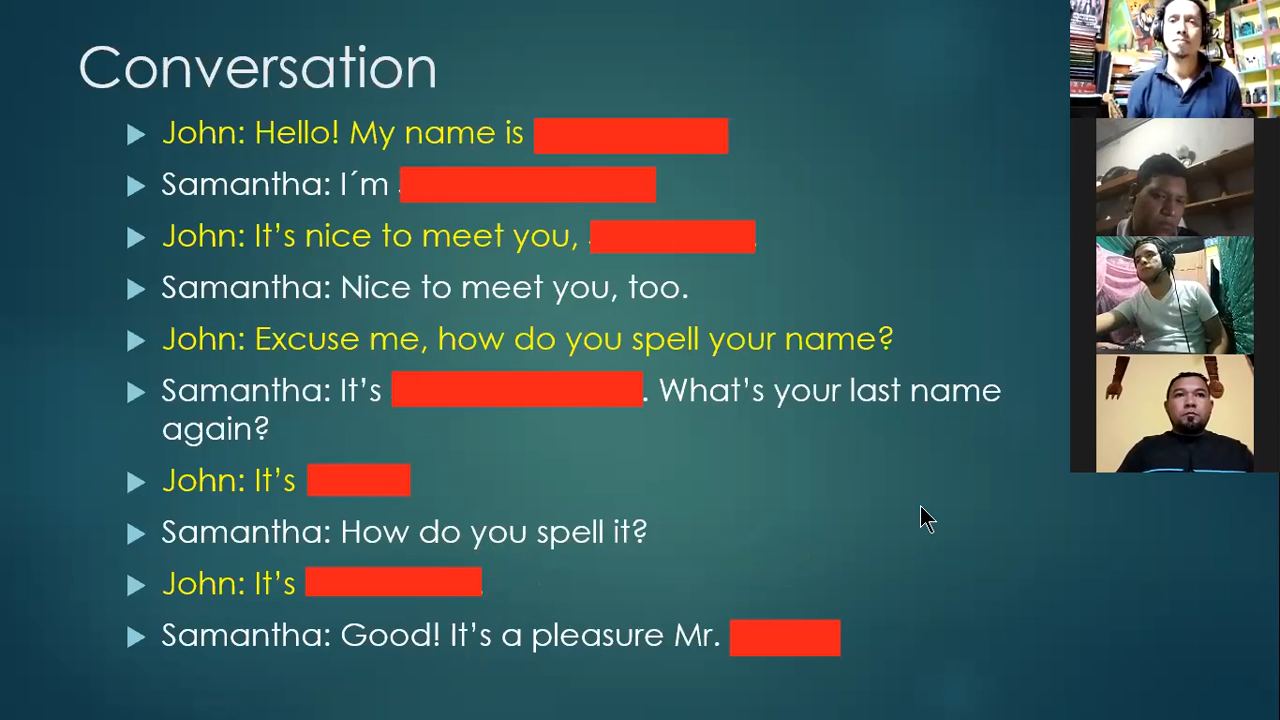 Conversation
John: Hello! My name is
Samantha: I´m
John: It’s nice to meet you,
Samantha: Nice to meet you, too.
John: Excuse me, how do you spell your name?
Samantha: It’s . What’s your last name
again?
John: It’s
Samantha: How do you spell it?
John: It’s
Samantha: Good! It’s a pleasure Mr.